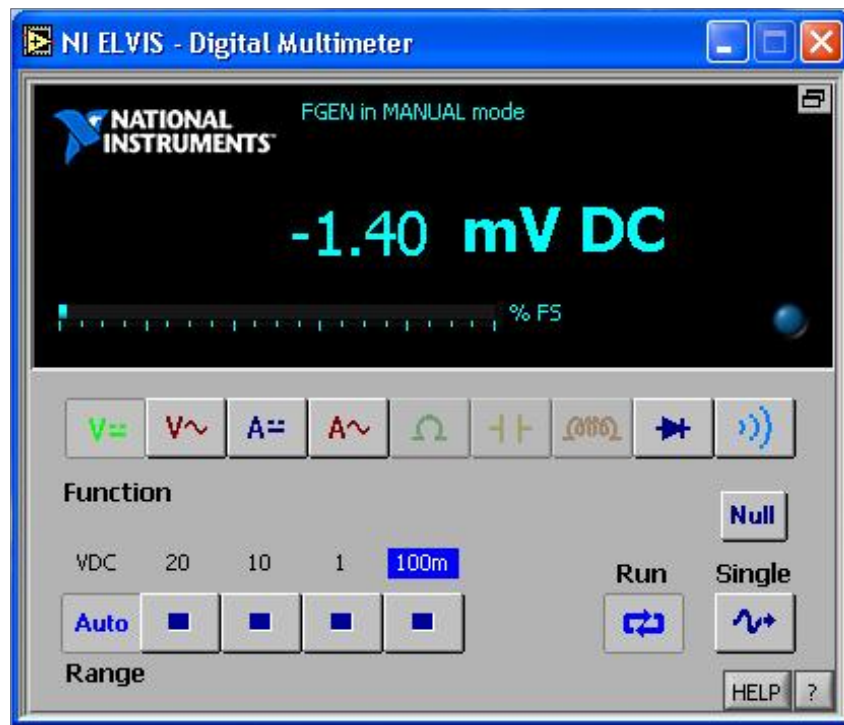 NI ELVIS - Digital Multimeter
NATIONAL
INSTRUMENTS
FGEN in MANUAL mode
-1.40 mV DC
% FS
V V A A Ω
Function
Null
VDC 20 10 1 100m
Run Single
Auto
Range
HELP ?